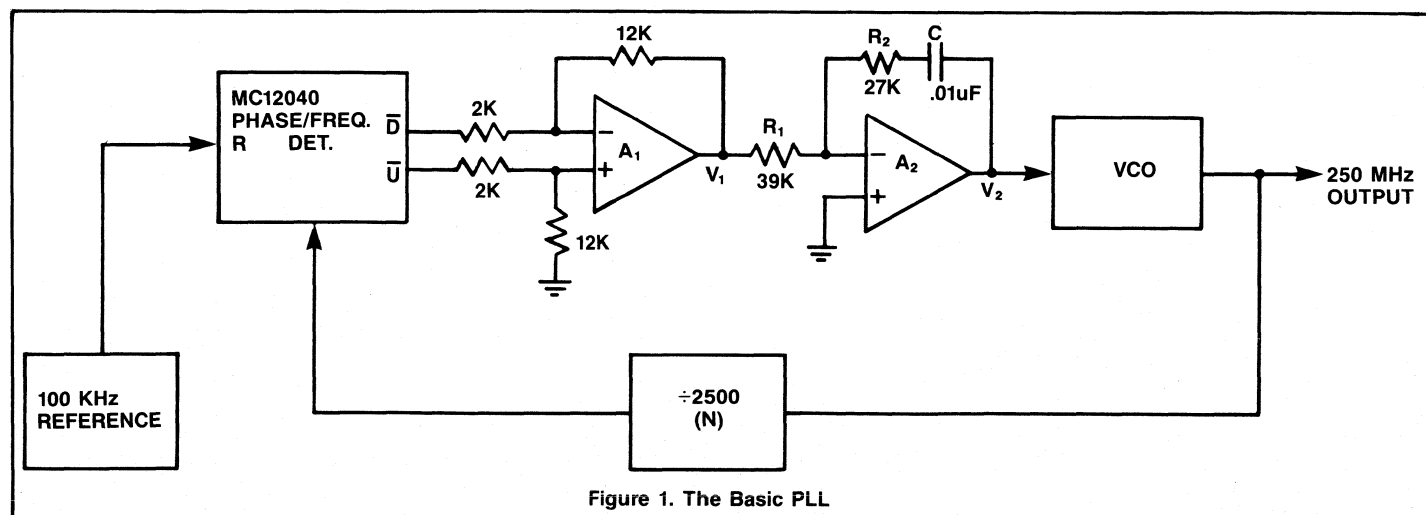 MC12040
PHASE/FREQ.
R DET.
D̅
U̅
2K
2K
12K
12K
−
+
A₁
V₁
R₁
39K
R₂
27K
C
.01uF
−
+
A₂
V₂
VCO
250 MHz
OUTPUT
100 KHz
REFERENCE
÷2500
(N)
Figure 1. The Basic PLL